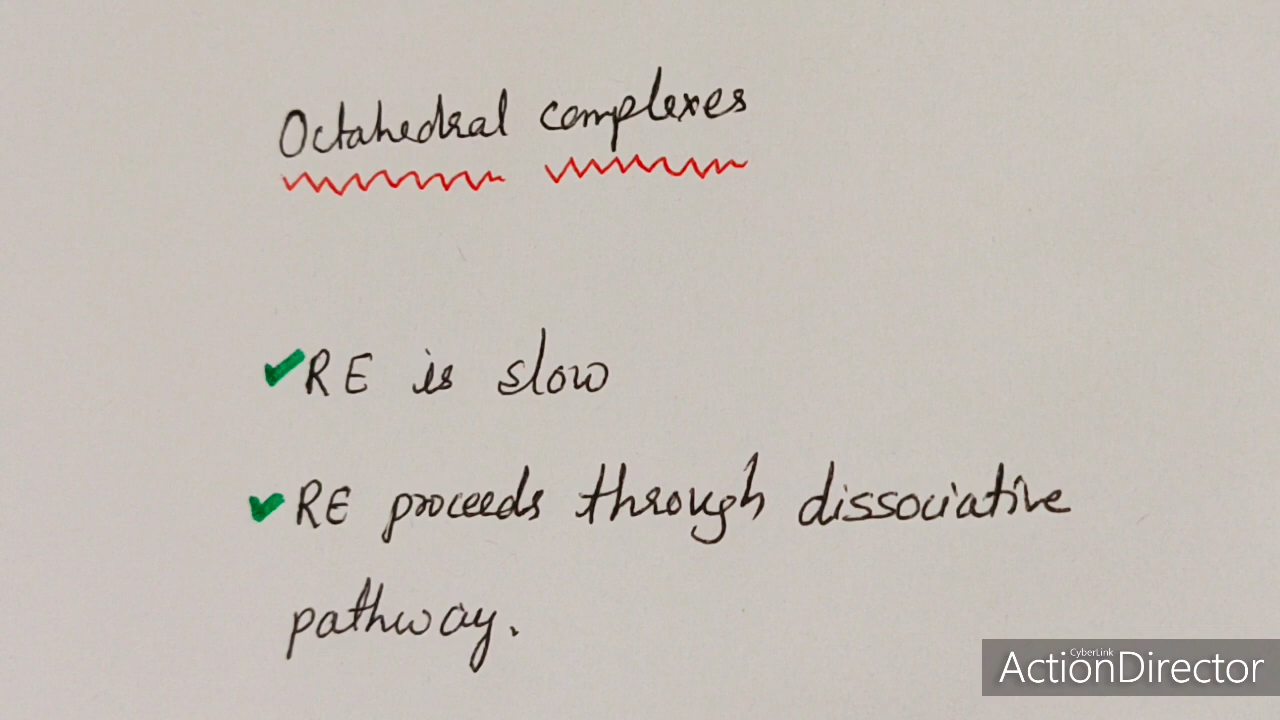 Octahedral complexes
✔RE is slow
✔RE proceeds through dissociative
pathway.
CyberLink
ActionDirector